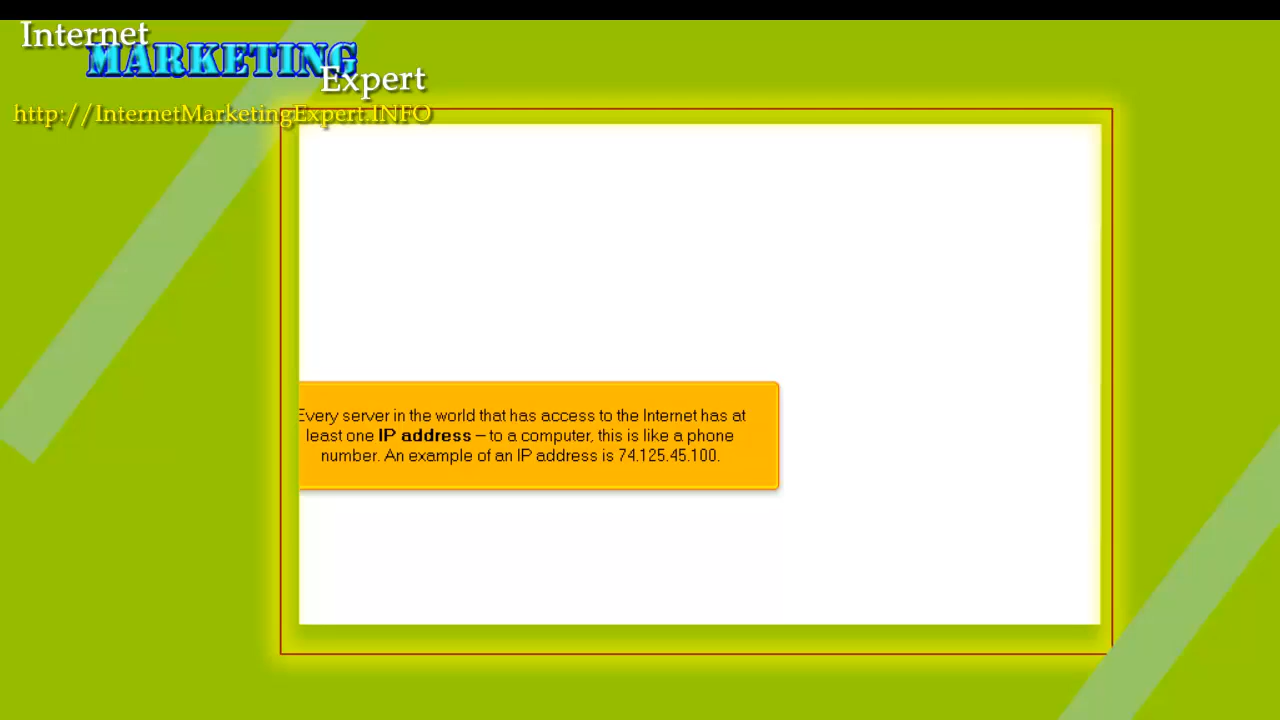 Internet
MARKETING
Expert
http://InternetMarketingExpert.INFO
Every server in the world that has access to the Internet has at
least one IP address – to a computer, this is like a phone
number. An example of an IP address is 74.125.45.100.